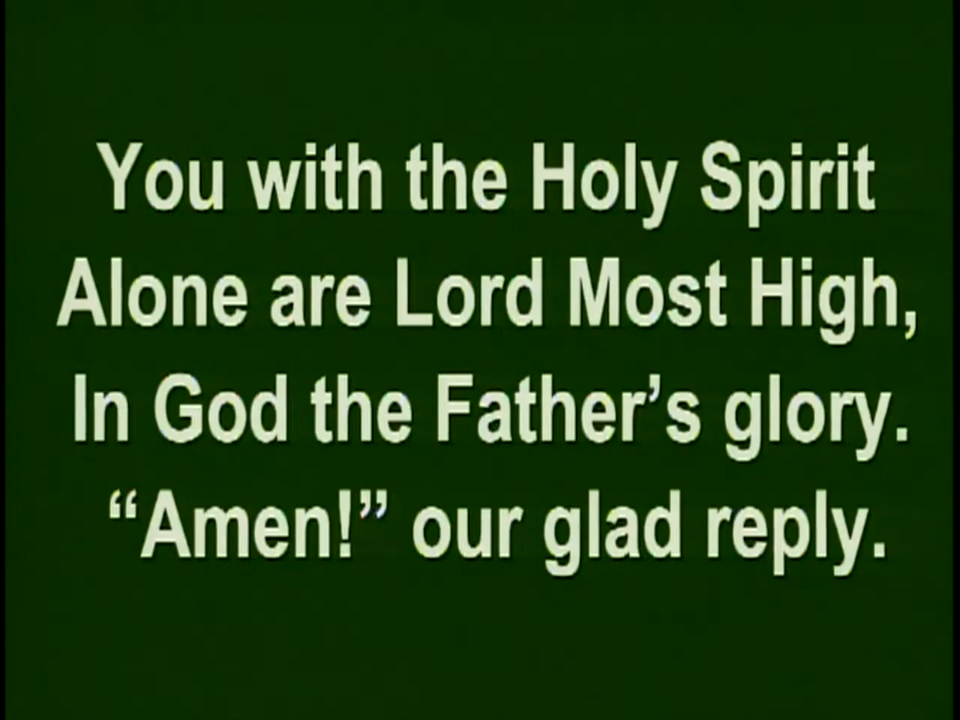 You with the Holy Spirit
Alone are Lord Most High,
In God the Father’s glory.
“Amen!” our glad reply.